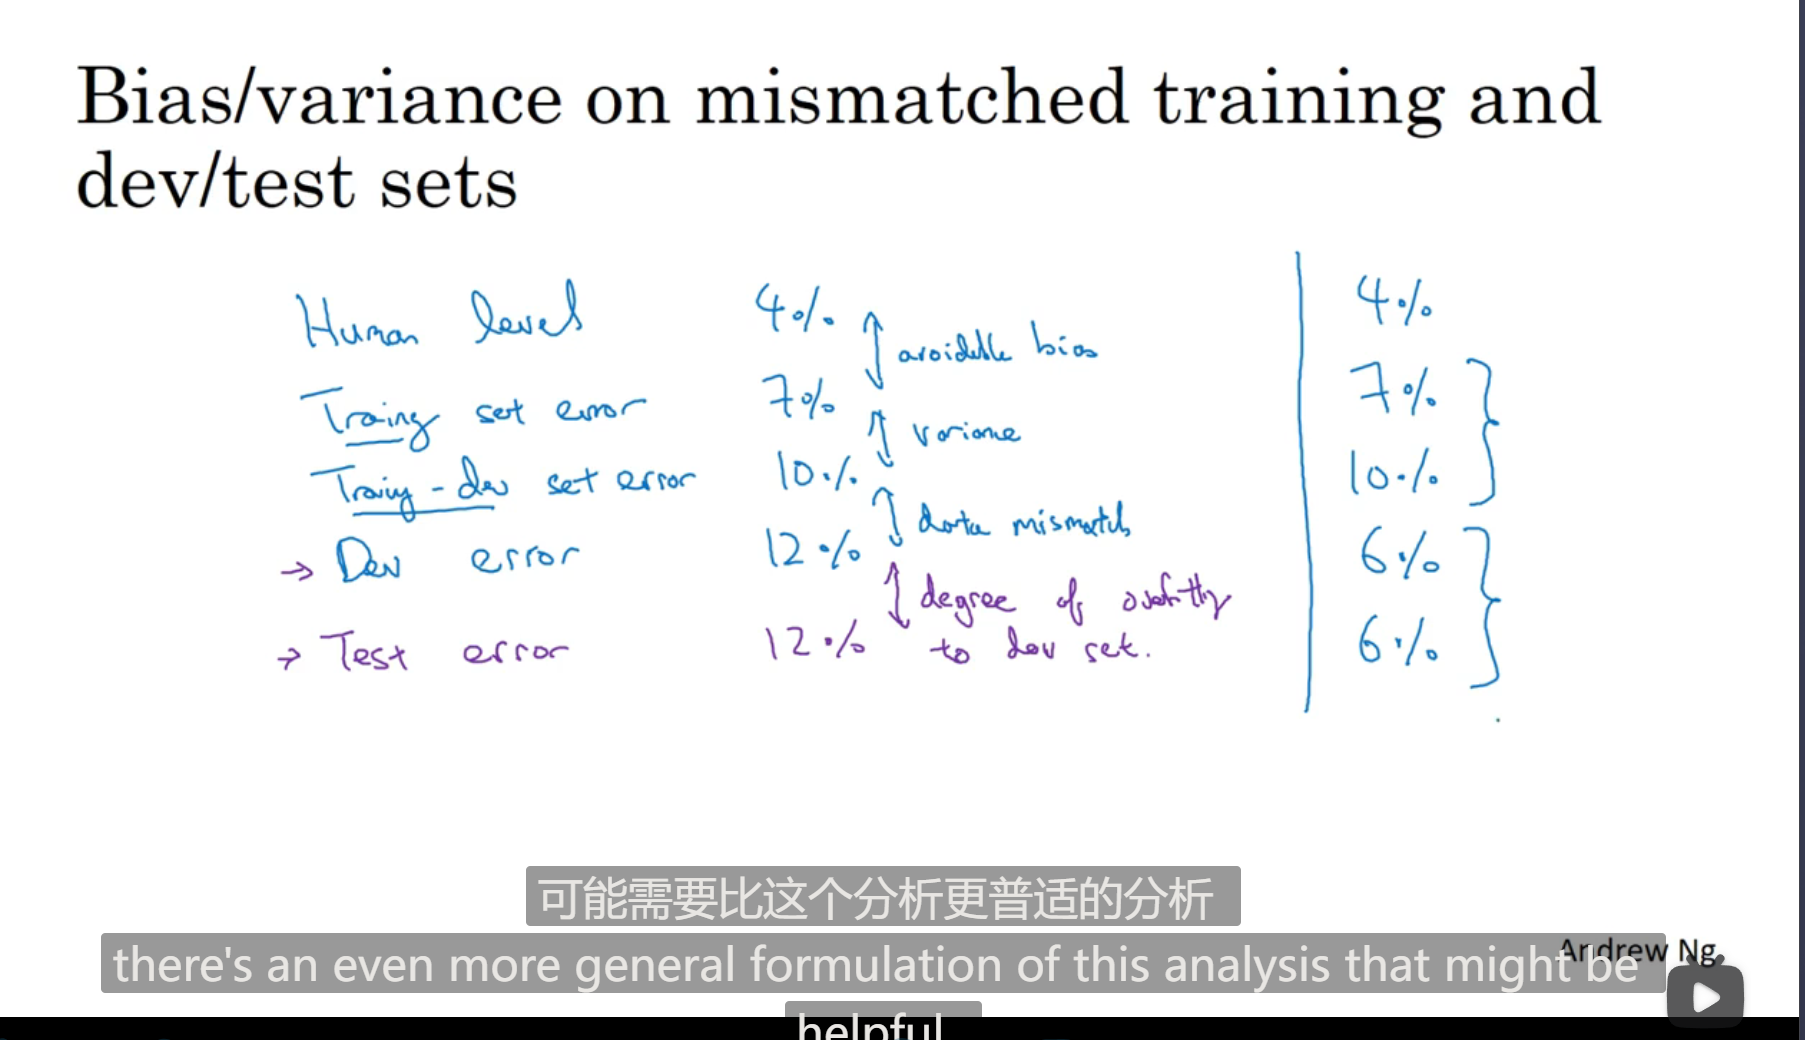 Bias/variance on mismatched training and
dev/test sets
Human level 4% 4%
avoidable bias
Training set error 7% 7%
variance
Training-dev set error 10% 10%
data mismatch
→ Dev error 12% 6%
degree of overfitting
→ Test error 12% to dev set. 6%
可能需要比这个分析更普适的分析
Andrew Ng
there's an even more general formulation of this analysis that might be
helpful